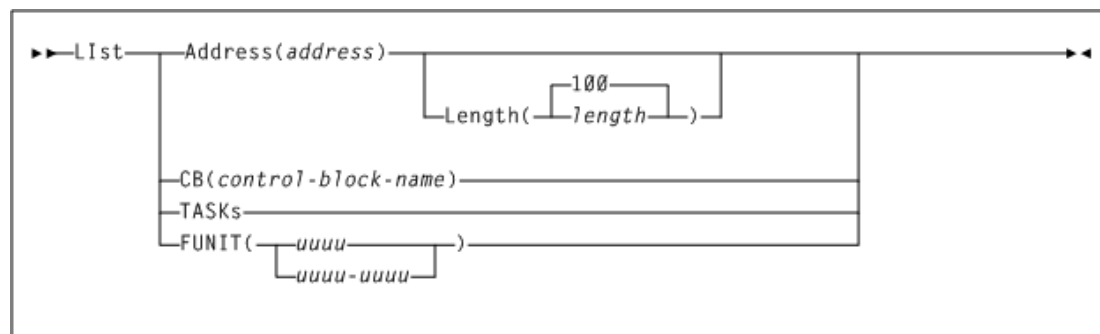 LIst Address(address)
100
Length( length )
CB(control-block-name)
TASKs
FUNIT( uuuu )
uuuu-uuuu